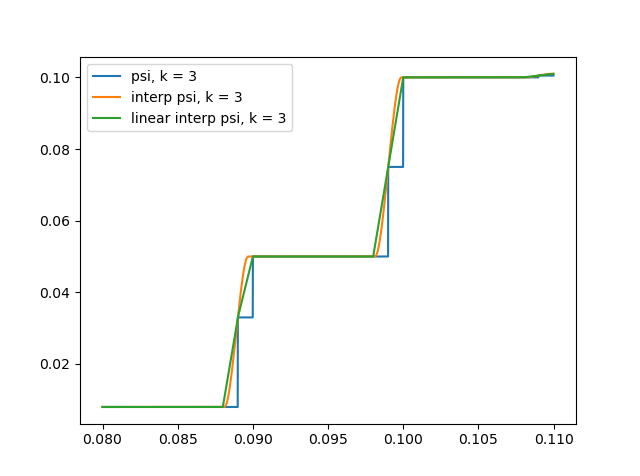 psi, k = 3
interp psi, k = 3
linear interp psi, k = 3
0.10
0.08
0.06
0.04
0.02
0.080 0.085 0.090 0.095 0.100 0.105 0.110